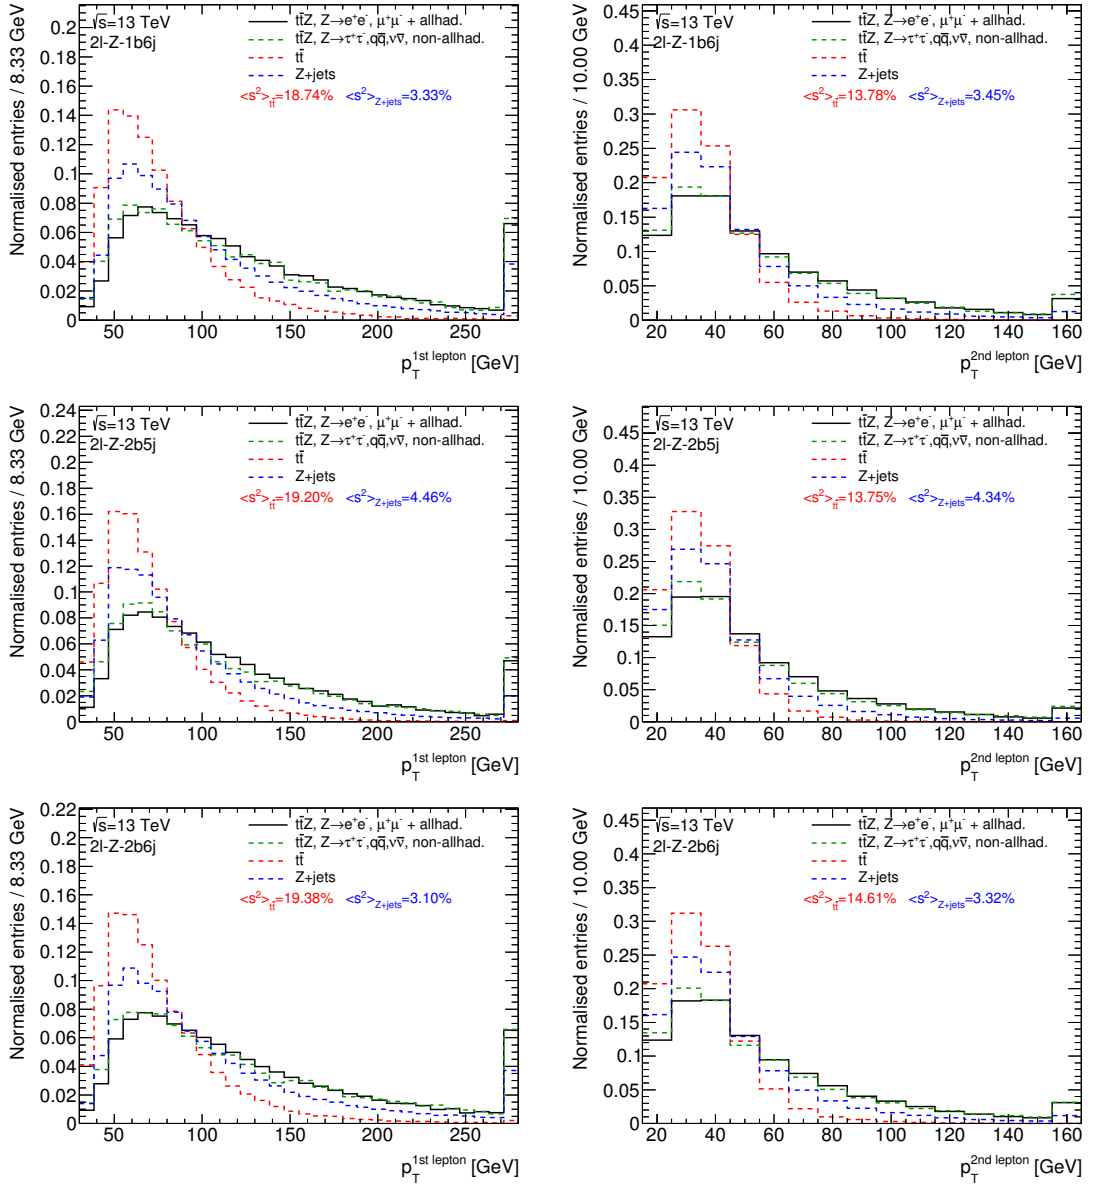 Normalised entries / 8.33 GeV
√s=13 TeV
2l-Z-1b6j
tt̄Z, Z→e⁺e⁻, μ⁺μ⁻ + allhad.
tt̄Z, Z→τ⁺τ⁻,qq̄,νν̄, non-allhad.
tt̄
Z+jets
<s²>tt̄=18.74% <s²>Z+jets=3.33%
0.2
0.18
0.16
0.14
0.12
0.1
0.08
0.06
0.04
0.02
0
50 100 150 200 250
pT 1st lepton [GeV]
Normalised entries / 10.00 GeV
√s=13 TeV
2l-Z-1b6j
tt̄Z, Z→e⁺e⁻, μ⁺μ⁻ + allhad.
tt̄Z, Z→τ⁺τ⁻,qq̄,νν̄, non-allhad.
tt̄
Z+jets
<s²>tt̄=13.78% <s²>Z+jets=3.45%
0.45
0.4
0.35
0.3
0.25
0.2
0.15
0.1
0.05
0
20 40 60 80 100 120 140 160
pT 2nd lepton [GeV]
Normalised entries / 8.33 GeV
√s=13 TeV
2l-Z-2b5j
tt̄Z, Z→e⁺e⁻, μ⁺μ⁻ + allhad.
tt̄Z, Z→τ⁺τ⁻,qq̄,νν̄, non-allhad.
tt̄
Z+jets
<s²>tt̄=19.20% <s²>Z+jets=4.46%
0.24
0.22
0.2
0.18
0.16
0.14
0.12
0.1
0.08
0.06
0.04
0.02
0
50 100 150 200 250
pT 1st lepton [GeV]
Normalised entries / 10.00 GeV
√s=13 TeV
2l-Z-2b5j
tt̄Z, Z→e⁺e⁻, μ⁺μ⁻ + allhad.
tt̄Z, Z→τ⁺τ⁻,qq̄,νν̄, non-allhad.
tt̄
Z+jets
<s²>tt̄=13.75% <s²>Z+jets=4.34%
0.45
0.4
0.35
0.3
0.25
0.2
0.15
0.1
0.05
0
20 40 60 80 100 120 140 160
pT 2nd lepton [GeV]
Normalised entries / 8.33 GeV
√s=13 TeV
2l-Z-2b6j
tt̄Z, Z→e⁺e⁻, μ⁺μ⁻ + allhad.
tt̄Z, Z→τ⁺τ⁻,qq̄,νν̄, non-allhad.
tt̄
Z+jets
<s²>tt̄=19.38% <s²>Z+jets=3.10%
0.22
0.2
0.18
0.16
0.14
0.12
0.1
0.08
0.06
0.04
0.02
0
50 100 150 200 250
pT 1st lepton [GeV]
Normalised entries / 10.00 GeV
√s=13 TeV
2l-Z-2b6j
tt̄Z, Z→e⁺e⁻, μ⁺μ⁻ + allhad.
tt̄Z, Z→τ⁺τ⁻,qq̄,νν̄, non-allhad.
tt̄
Z+jets
<s²>tt̄=14.61% <s²>Z+jets=3.32%
0.45
0.4
0.35
0.3
0.25
0.2
0.15
0.1
0.05
0
20 40 60 80 100 120 140 160
pT 2nd lepton [GeV]